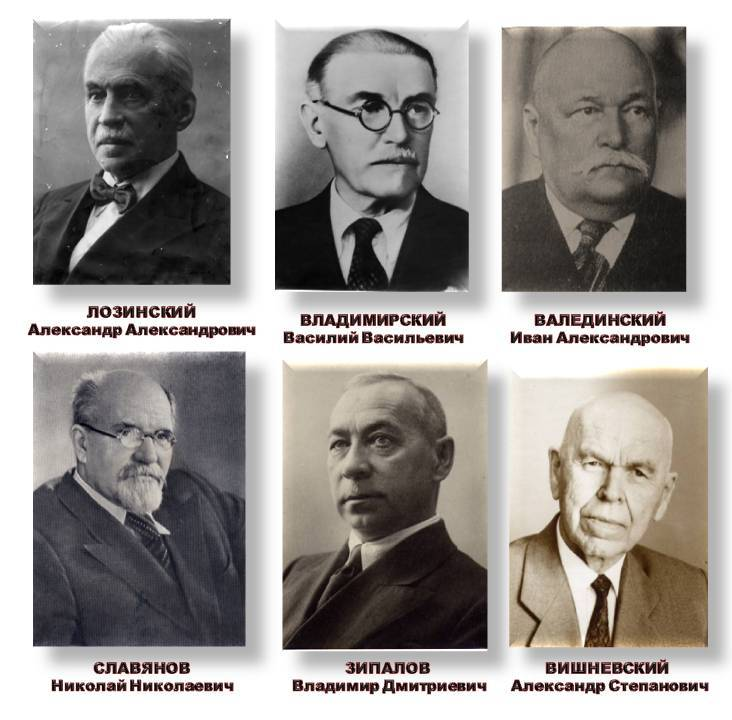 ЛОЗИНСКИЙ
Александр Александрович
ВЛАДИМИРСКИЙ
Василий Васильевич
ВАЛЕДИНСКИЙ
Иван Александрович
СЛАВЯНОВ
Николай Николаевич
ЗИПАЛОВ
Владимир Дмитриевич
ВИШНЕВСКИЙ
Александр Степанович